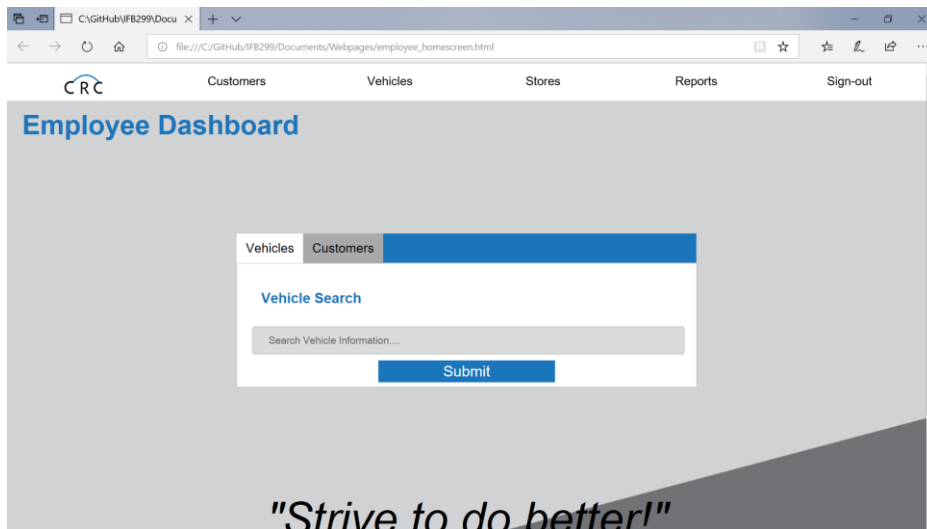 C:\GitHub\IFB299\Docu
file:///C:/GitHub/IFB299/Documents/Webpages/employee_homescreen.html
CRC Customers Vehicles Stores Reports Sign-out
Employee Dashboard
Vehicles Customers
Vehicle Search
Search Vehicle Information....
Submit
"Strive to do better!"